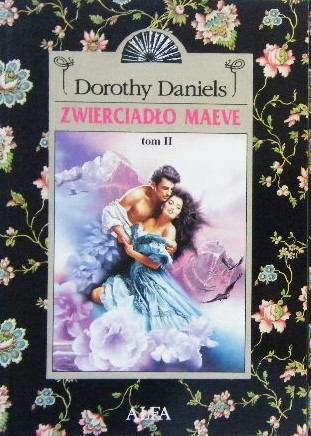 Dorothy Daniels
ZWIERCIADŁO MAEVE
tom II
ALFA